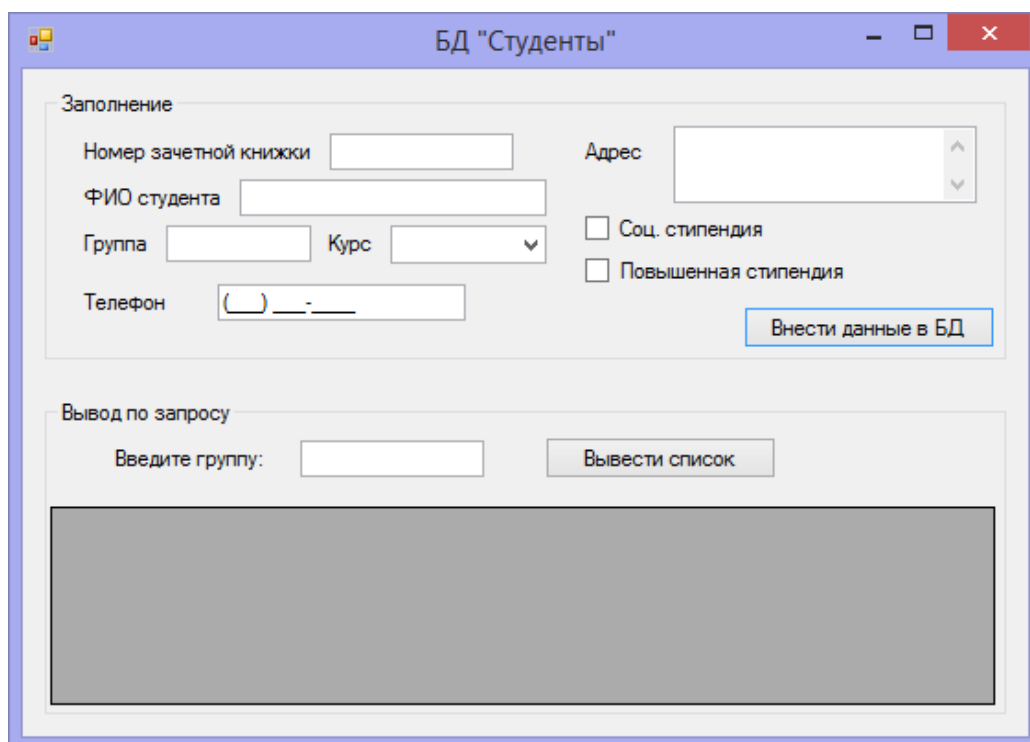 БД "Студенты"
Заполнение
Номер зачетной книжки
Адрес
ФИО студента
Группа
Курс
Соц. стипендия
Повышенная стипендия
Телефон
(___) ___-____
Внести данные в БД
Вывод по запросу
Введите группу:
Вывести список